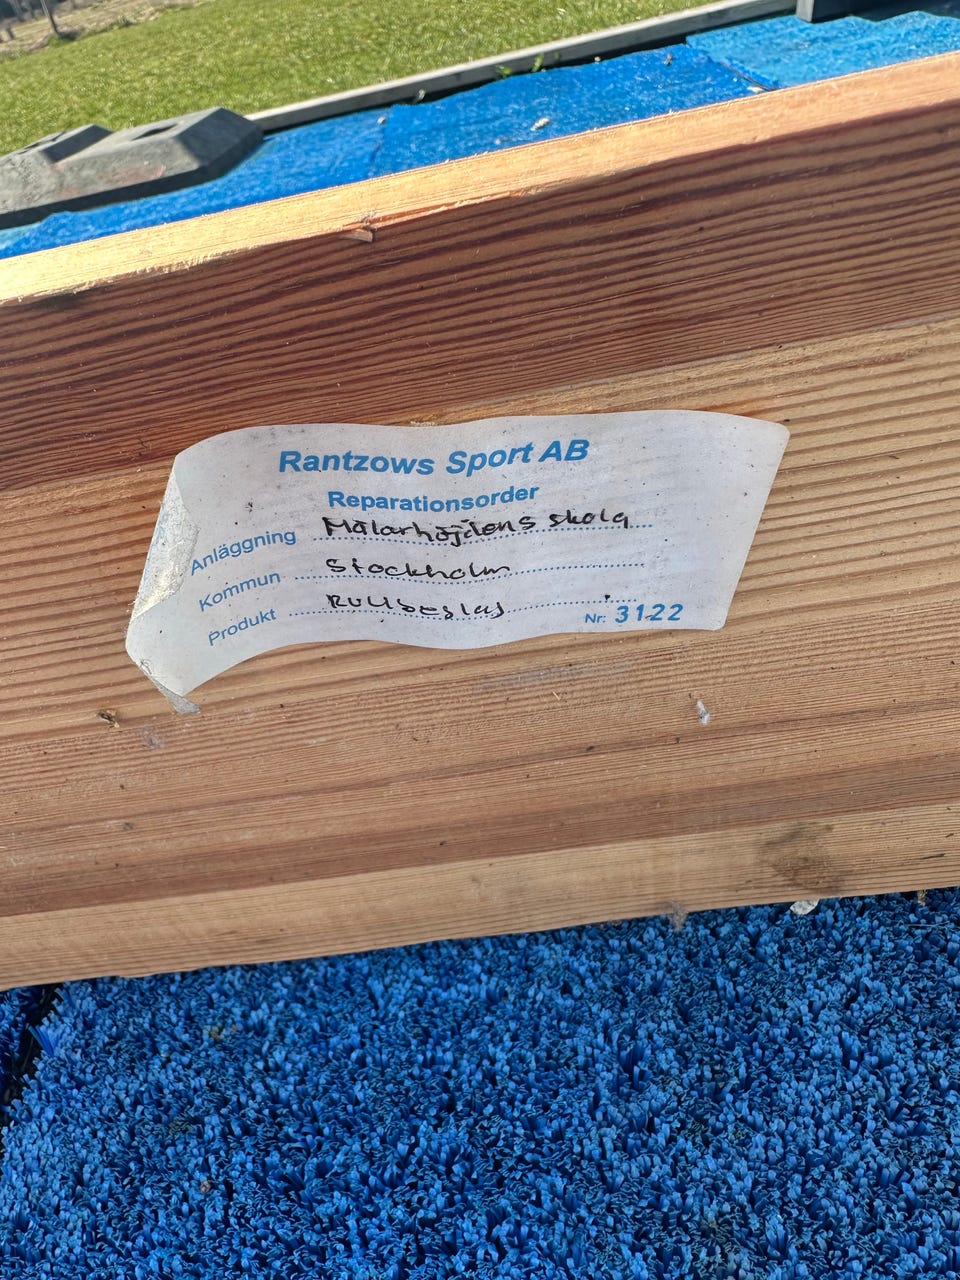 Rantzows Sport AB
Reparationsorder
Anläggning Mälarhöjdens skola
Kommun Stockholm
Produkt Rullbeslag
Nr: 3122